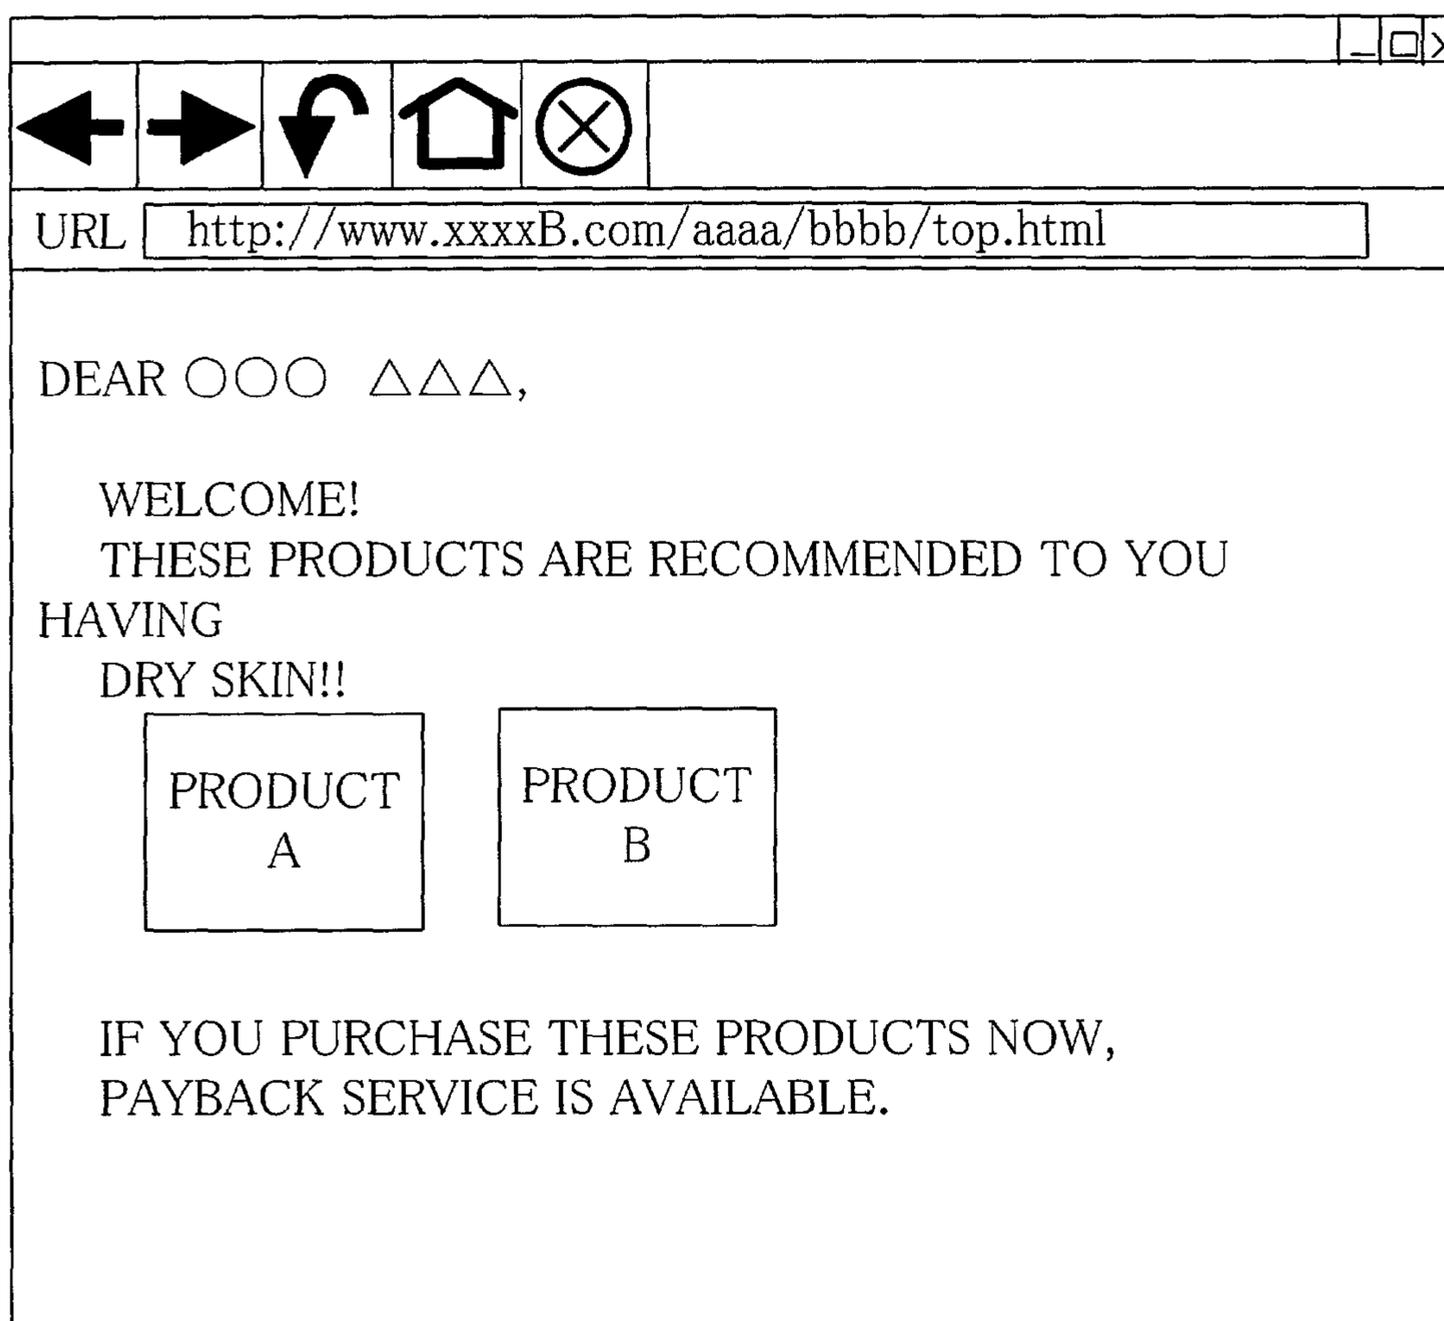 URL http://www.xxxxB.com/aaaa/bbbb/top.html
DEAR ○○○ △△△,
WELCOME!
THESE PRODUCTS ARE RECOMMENDED TO YOU
HAVING
DRY SKIN!!
PRODUCT
A
PRODUCT
B
IF YOU PURCHASE THESE PRODUCTS NOW,
PAYBACK SERVICE IS AVAILABLE.